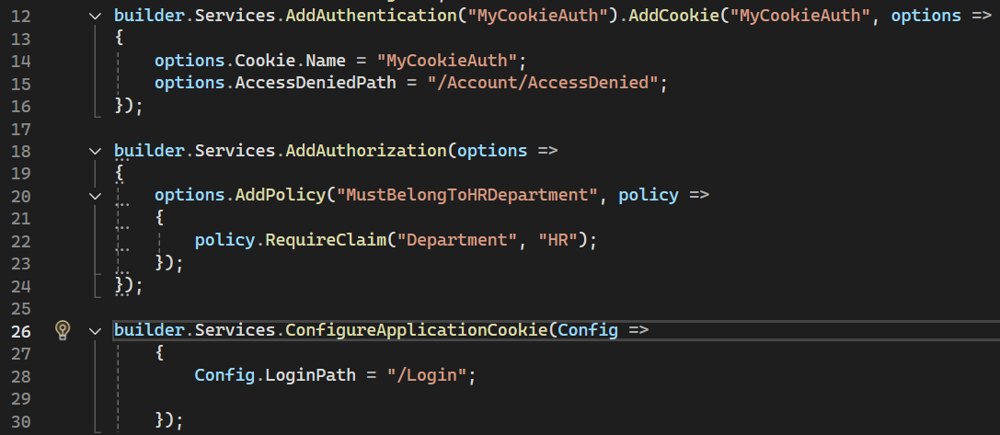 12 builder.Services.AddAuthentication("MyCookieAuth").AddCookie("MyCookieAuth", options =>
13 {
14 options.Cookie.Name = "MyCookieAuth";
15 options.AccessDeniedPath = "/Account/AccessDenied";
16 });
17
18 builder.Services.AddAuthorization(options =>
19 {
20 options.AddPolicy("MustBelongToHRDepartment", policy =>
21 {
22 policy.RequireClaim("Department", "HR");
23 });
24 });
25
26 builder.Services.ConfigureApplicationCookie(Config =>
27 {
28 Config.LoginPath = "/Login";
29
30 });